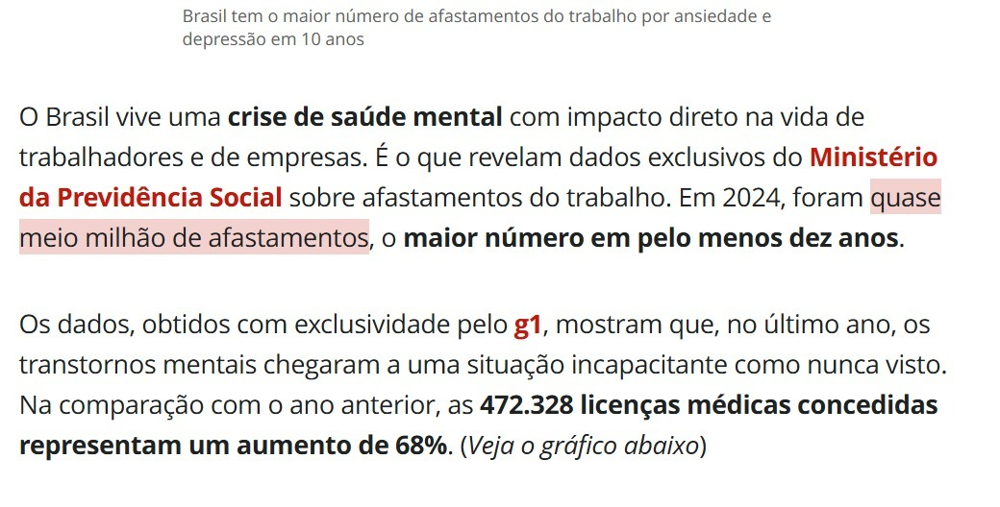 Brasil tem o maior número de afastamentos do trabalho por ansiedade e
depressão em 10 anos
O Brasil vive uma crise de saúde mental com impacto direto na vida de
trabalhadores e de empresas. É o que revelam dados exclusivos do Ministério
da Previdência Social sobre afastamentos do trabalho. Em 2024, foram quase
meio milhão de afastamentos, o maior número em pelo menos dez anos.
Os dados, obtidos com exclusividade pelo g1, mostram que, no último ano, os
transtornos mentais chegaram a uma situação incapacitante como nunca visto.
Na comparação com o ano anterior, as 472.328 licenças médicas concedidas
representam um aumento de 68%. (Veja o gráfico abaixo)